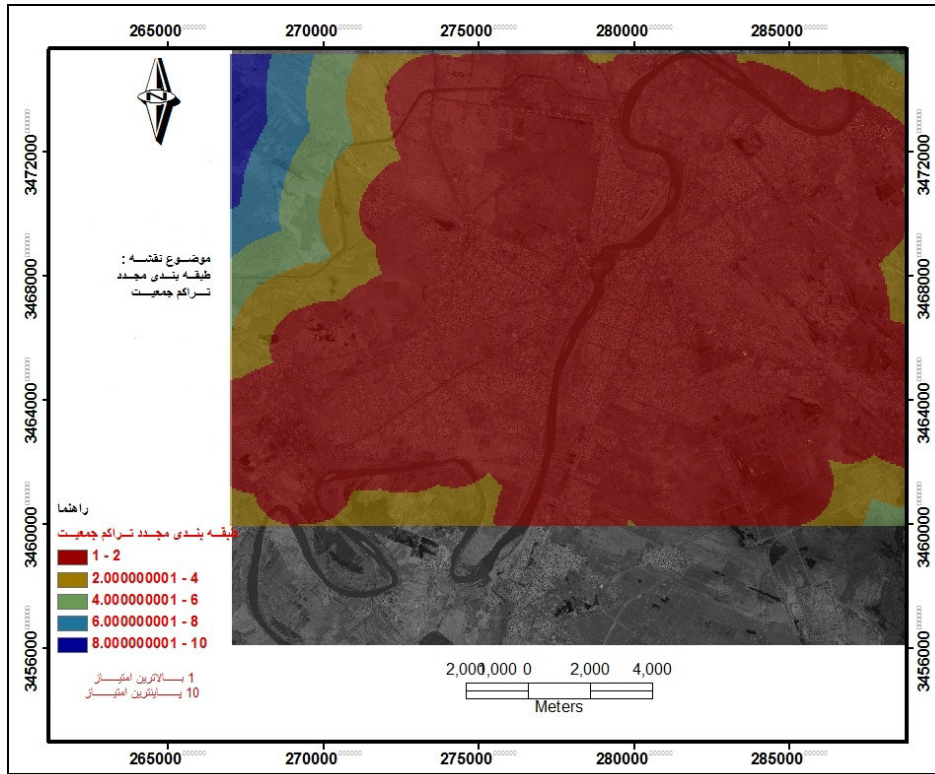 265000 270000 275000 280000 285000
3472000
3468000
3464000
3460000
3456000
N
موضوع نقشه :
طبقه بندی مجدد
تراکم جمعیت
راهنما
طبقه بندی مجدد تراکم جمعیت
1 - 2
2.000000001 - 4
4.000000001 - 6
6.000000001 - 8
8.000000001 - 10
1 بالاترین امتیاز
10 پاینترین امتیاز
2,000 1,000 0 2,000 4,000
Meters
3472000
3468000
3464000
3460000
3456000
265000 270000 275000 280000 285000